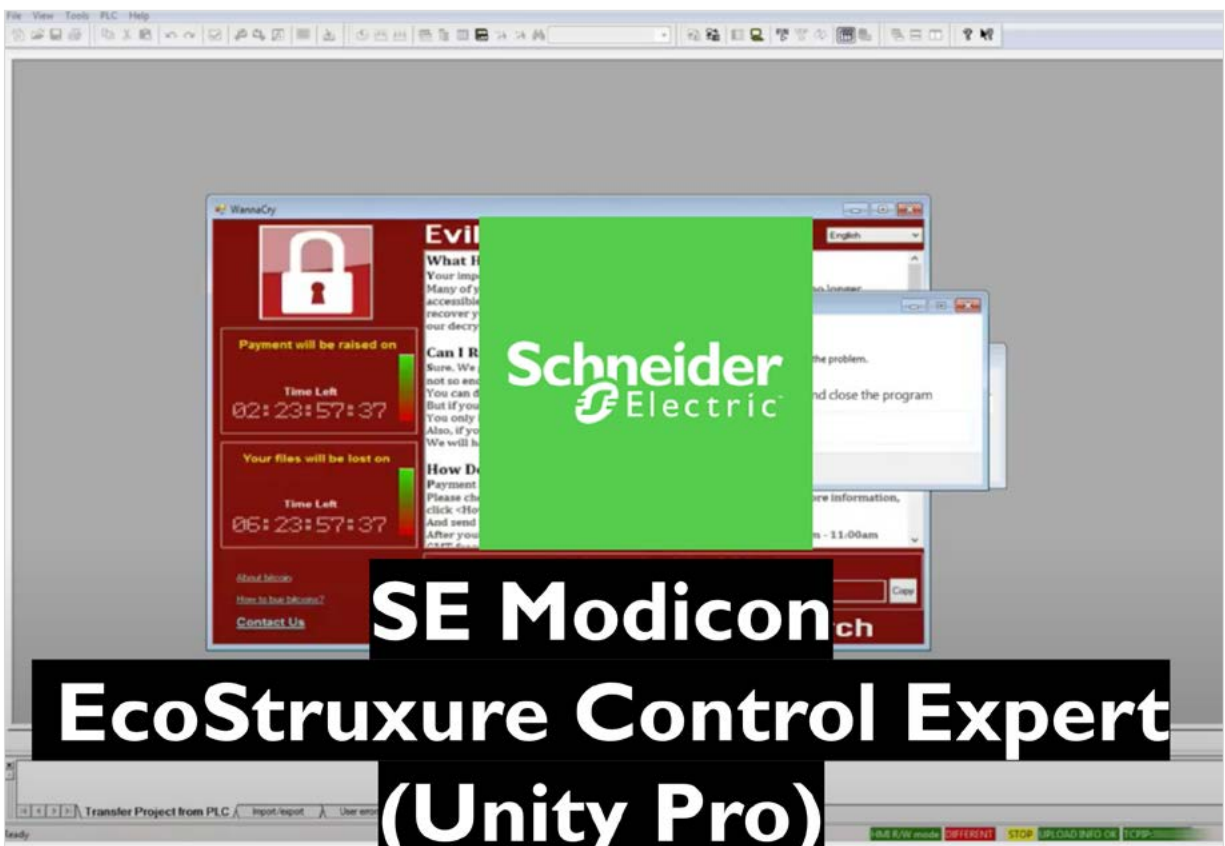 File View Tools PLC Help
WannaCry
Evil
English
What H
Your imp
Many of y
no longer
accessible
recover y
our decry
Payment will be raised on
Can I R
the problem.
Sure. We
not so en
Time Left
You can d
nd close the program
02:23:57:37
But if you
You only
Also, if yo
We will h
Schneider
Electric
Your files will be lost on
How D
Payment
Please che
ore information,
Time Left
click <Ho
06:23:57:37
And send
After you
m - 11:00am
About bitcoin
How to buy bitcoins?
Copy
Contact Us
ch
SE Modicon
EcoStruxure Control Expert
(Unity Pro)
Transfer Project from PLC Import/export User error
HMI R/W mode DIFFERENT STOP UPLOAD INFO OK TCPIP: